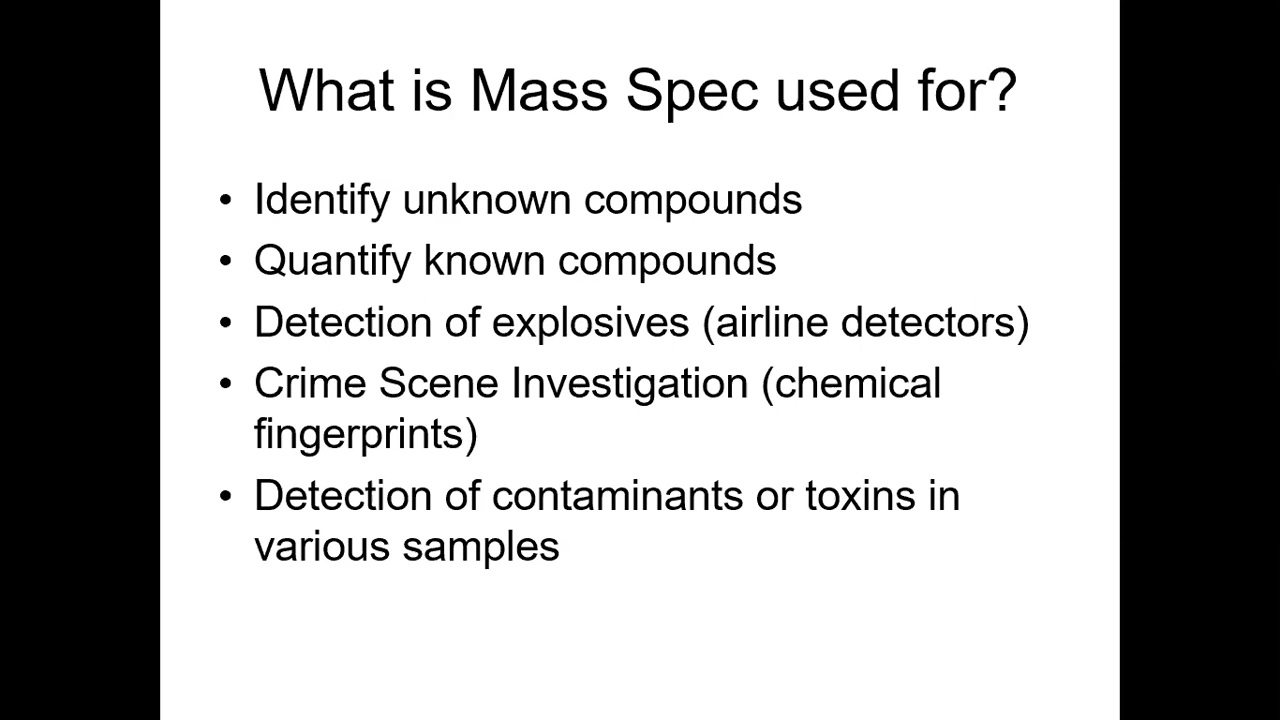 What is Mass Spec used for?
• Identify unknown compounds
• Quantify known compounds
• Detection of explosives (airline detectors)
• Crime Scene Investigation (chemical
fingerprints)
• Detection of contaminants or toxins in
various samples